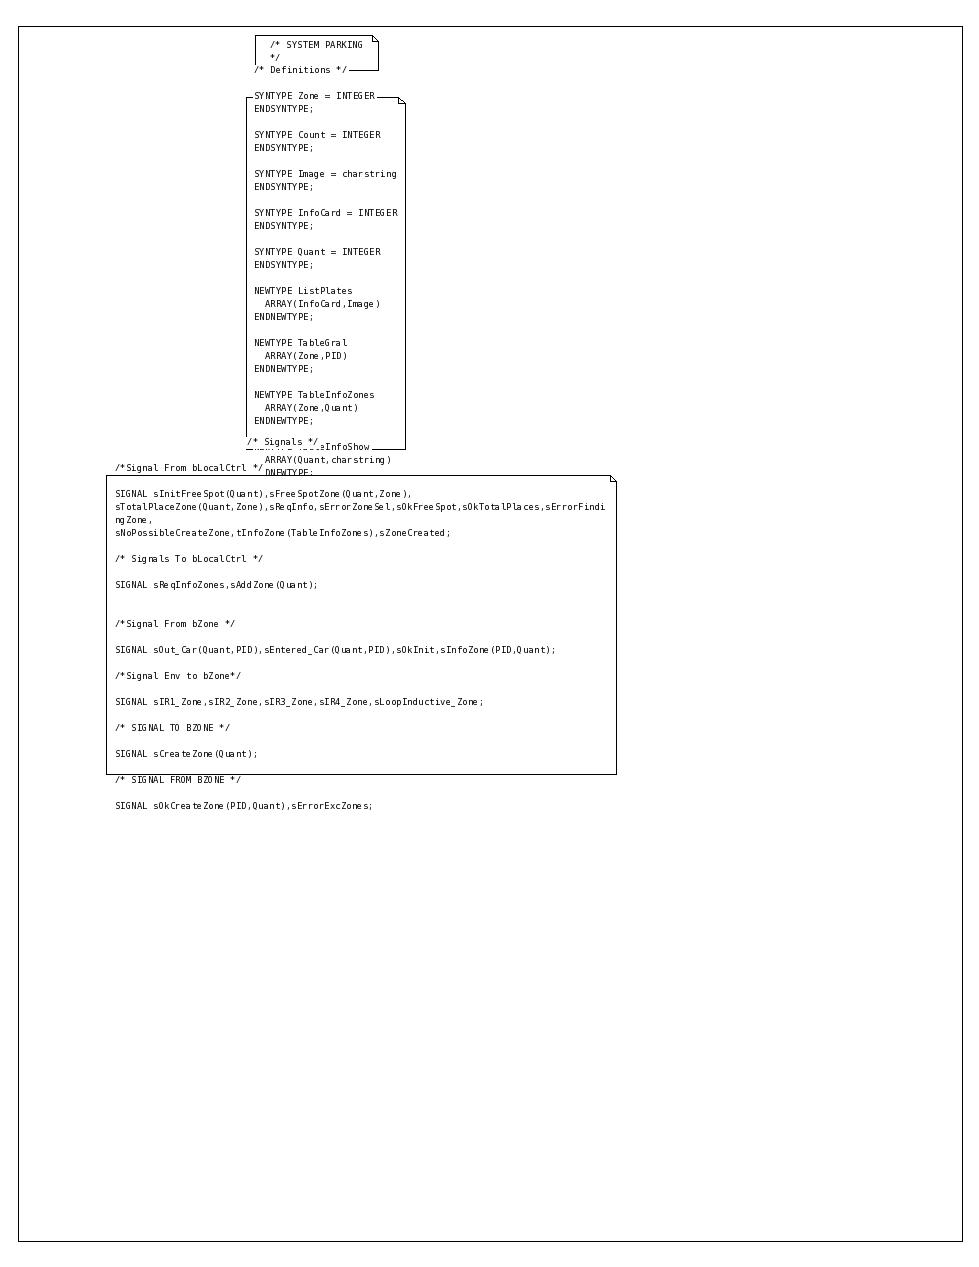 /* SYSTEM PARKING
*/
/* Definitions */
SYNTYPE Zone = INTEGER
ENDSYNTYPE;
SYNTYPE Count = INTEGER
ENDSYNTYPE;
SYNTYPE Image = charstring
ENDSYNTYPE;
SYNTYPE InfoCard = INTEGER
ENDSYNTYPE;
SYNTYPE Quant = INTEGER
ENDSYNTYPE;
NEWTYPE ListPlates
ARRAY(InfoCard,Image)
ENDNEWTYPE;
NEWTYPE TableGral
ARRAY(Zone,PID)
ENDNEWTYPE;
NEWTYPE TableInfoZones
ARRAY(Zone,Quant)
ENDNEWTYPE;
/* Signals */
eInfoShow
ARRAY(Quant,charstring)
/*Signal From bLocalCtrl */
DNEWTYPE;
SIGNAL sInitFreeSpot(Quant),sFreeSpotZone(Quant,Zone),
sTotalPlaceZone(Quant,Zone),sReqInfo,sErrorZoneSel,sOkFreeSpot,sOkTotalPlaces,sErrorFindi
ngZone,
sNoPossibleCreateZone,tInfoZone(TableInfoZones),sZoneCreated;
/* Signals To bLocalCtrl */
SIGNAL sReqInfoZones,sAddZone(Quant);
/*Signal From bZone */
SIGNAL sOut_Car(Quant,PID),sEntered_Car(Quant,PID),sOkInit,sInfoZone(PID,Quant);
/*Signal Env to bZone*/
SIGNAL sIR1_Zone,sIR2_Zone,sIR3_Zone,sIR4_Zone,sLoopInductive_Zone;
/* SIGNAL TO BZONE */
SIGNAL sCreateZone(Quant);
/* SIGNAL FROM BZONE */
SIGNAL sOkCreateZone(PID,Quant),sErrorExcZones;